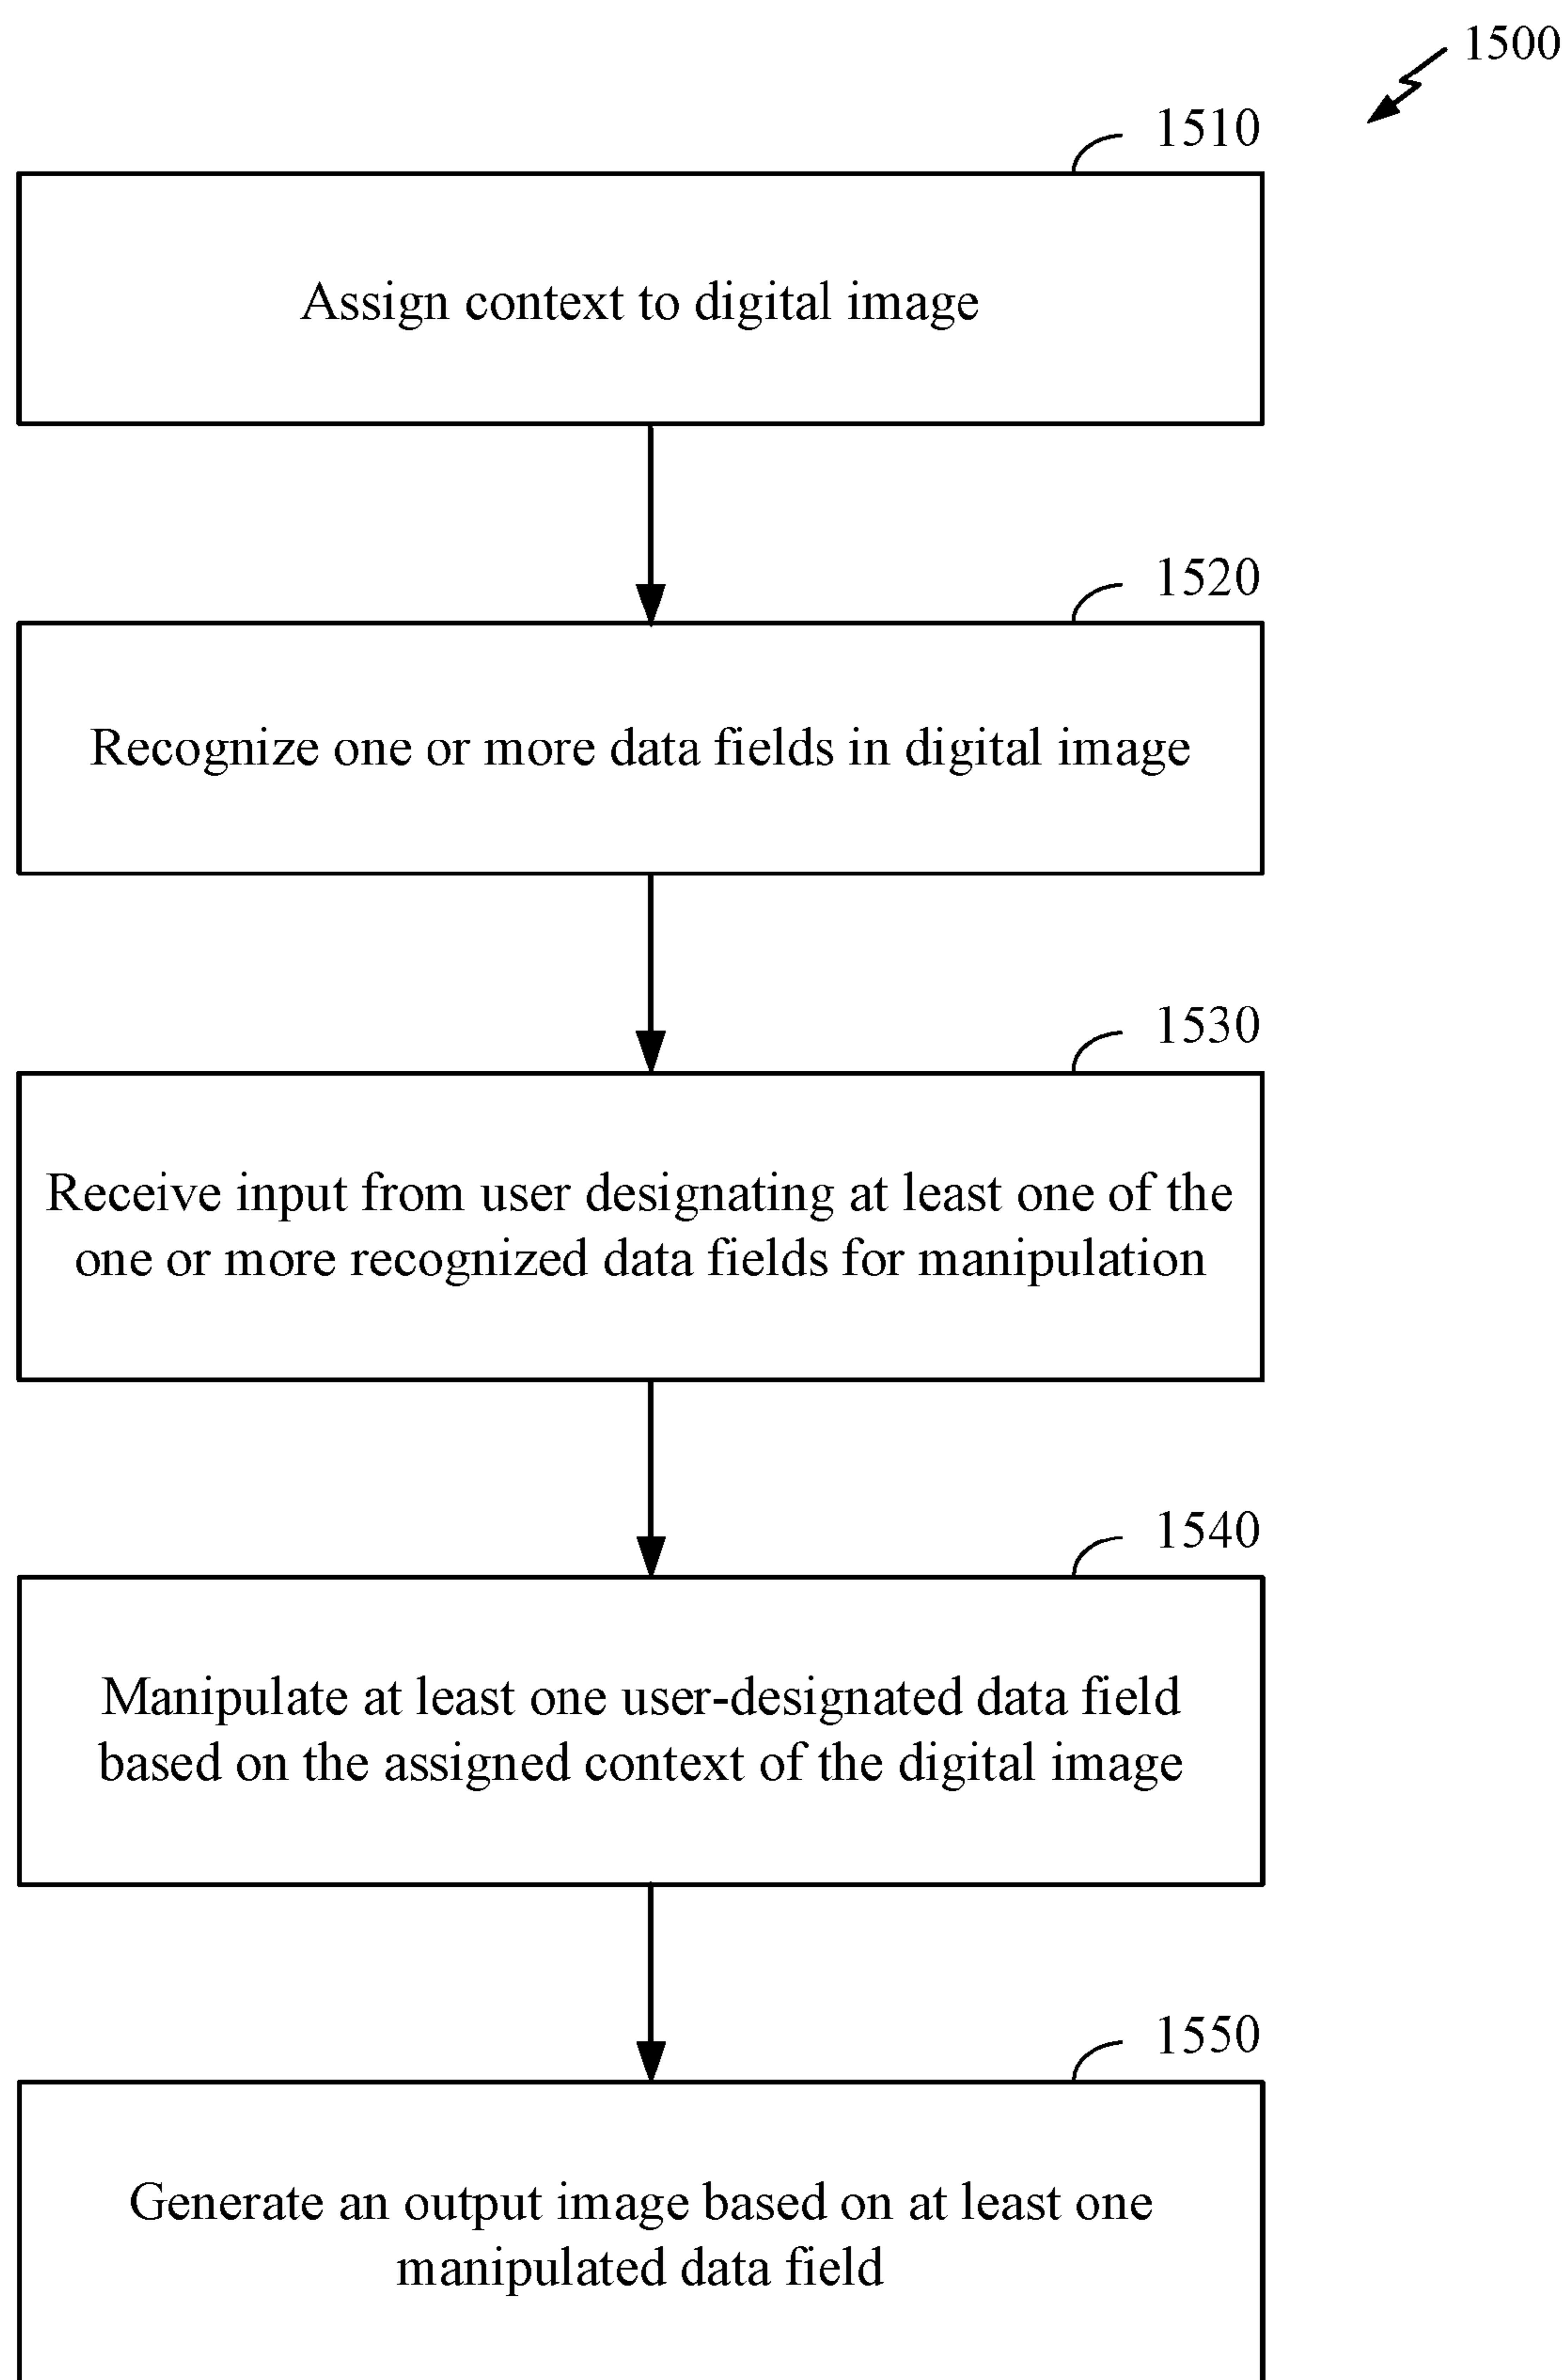 1500
1510
Assign context to digital image
1520
Recognize one or more data fields in digital image
1530
Receive input from user designating at least one of the
one or more recognized data fields for manipulation
1540
Manipulate at least one user-designated data field
based on the assigned context of the digital image
1550
Generate an output image based on at least one
manipulated data field